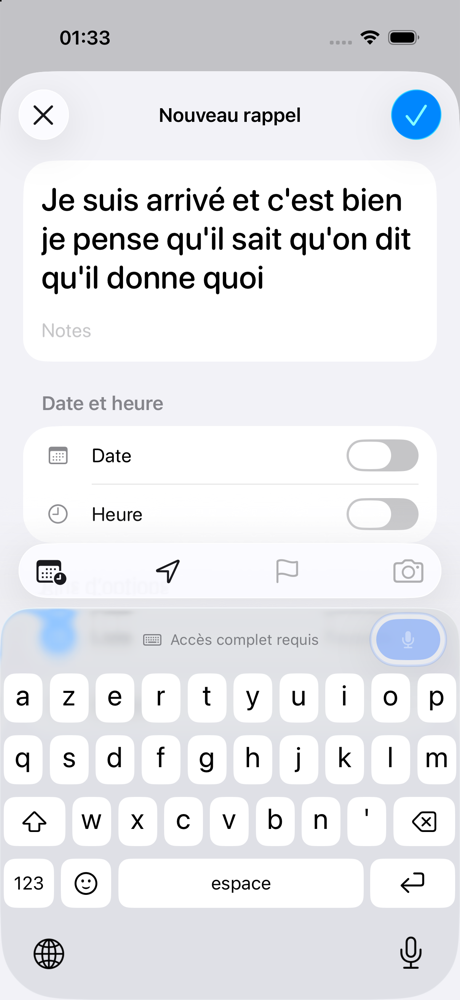 01:33
Nouveau rappel
Je suis arrivé et c'est bien
je pense qu'il sait qu'on dit
qu'il donne quoi
Notes
Date et heure
Date
Heure
Accès complet requis
a z e r t y u i o p
q s d f g h j k l m
w x c v b n '
123 espace